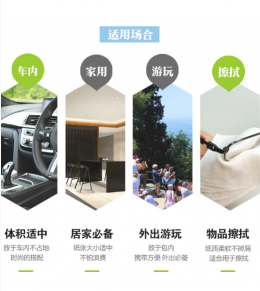 适用场合
车内 家用 游玩 擦拭
体积适中 居家必备 外出游玩 物品擦拭
放于车内不占地 纸张大小适中 放于包内 纸质柔软不掉屑
时尚的搭配 不怕浪费 携带方便 外出必备 适合用于擦拭